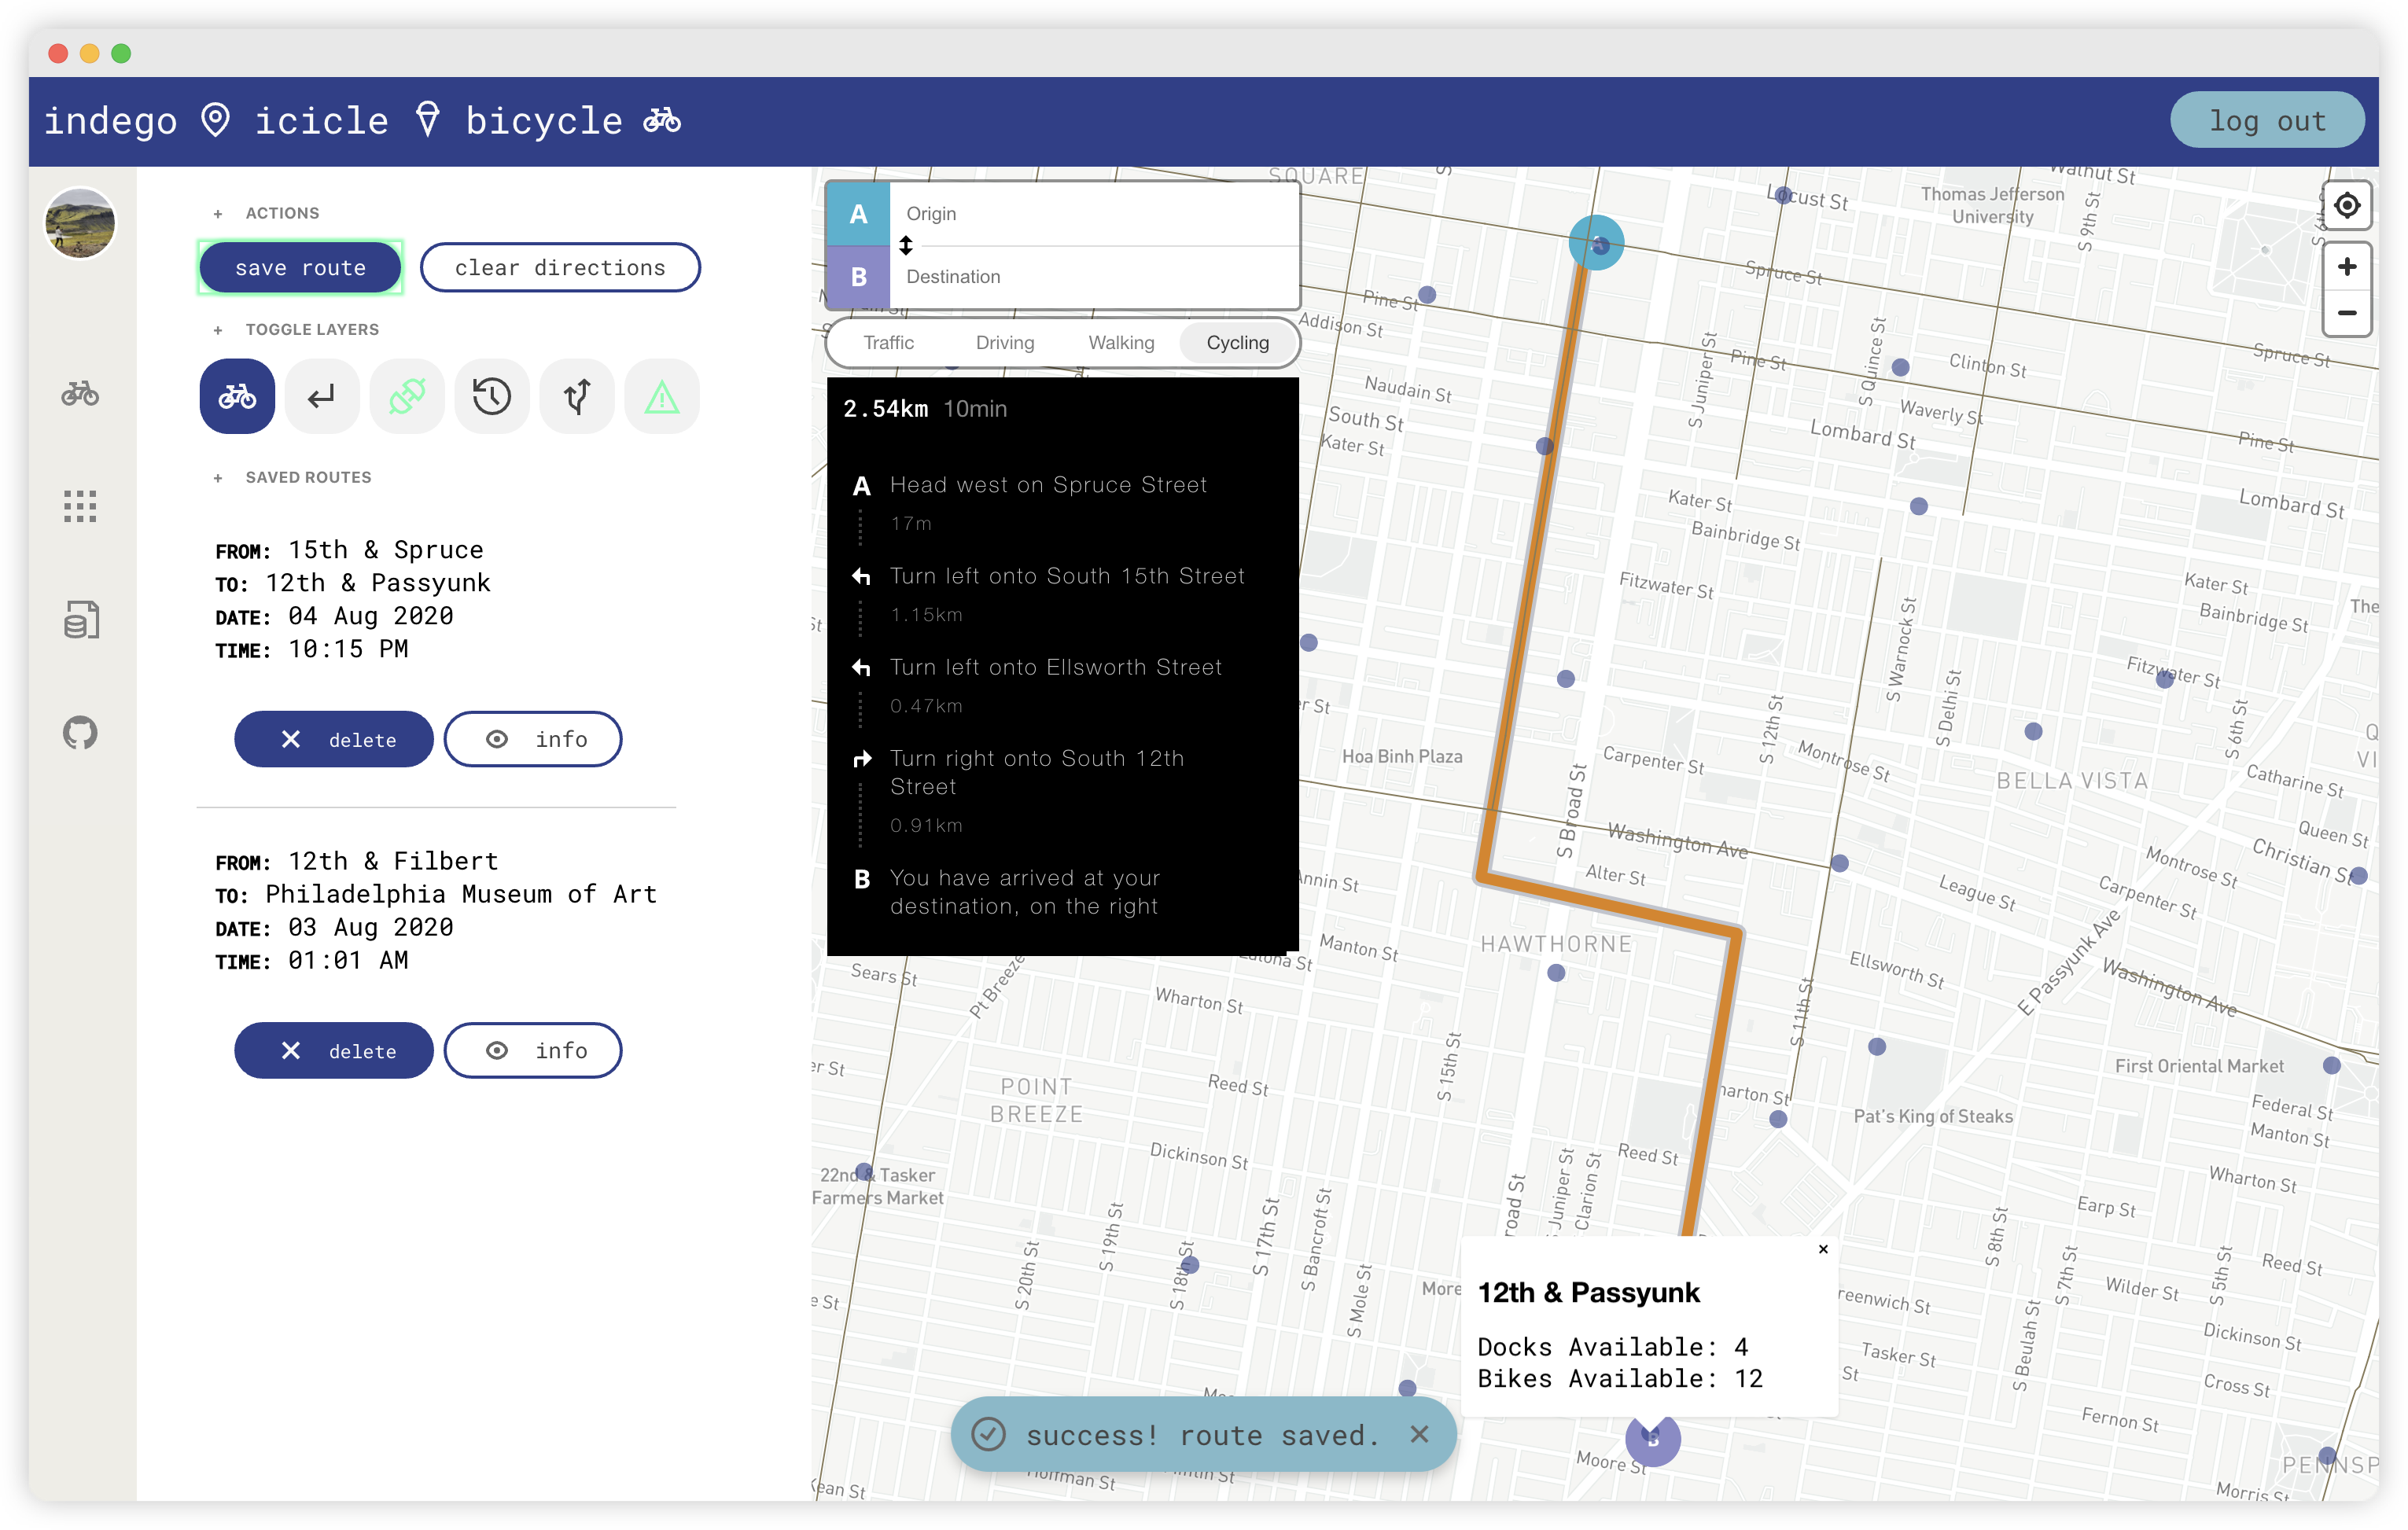 indego icicle bicycle
log out
+ ACTIONS
save route
clear directions
+ TOGGLE LAYERS
+ SAVED ROUTES
FROM: 15th & Spruce
TO: 12th & Passyunk
DATE: 04 Aug 2020
TIME: 10:15 PM
delete
info
FROM: 12th & Filbert
TO: Philadelphia Museum of Art
DATE: 03 Aug 2020
TIME: 01:01 AM
delete
info
A Origin
B Destination
Traffic Driving Walking Cycling
2.54km 10min
A Head west on Spruce Street
17m
Turn left onto South 15th Street
1.15km
Turn left onto Ellsworth Street
0.47km
Turn right onto South 12th
Street
0.91km
B You have arrived at your
destination, on the right
SQUARE
Locust St
Walnut St
Thomas Jefferson
University
S 9th St
Spruce St
Pine St
Addison St
S Juniper St
Pine St
S Quince St
Clinton St
Spruce St
Naudain St
South St
Kater St
Waverly St
Lombard St
Pine St
Kater St
Bainbridge St
Lombard St
Fitzwater St
Kater St
Bainbridge St
The
S Warnock St
S Delhi St
Fitzwater St
S 6th St
S 12th St
Hoa Binh Plaza
Carpenter St
Montrose St
BELLA VISTA
Catharine St
S Broad St
Washington Ave
Queen St
Christian St
Montrose St
Alter St
Annin St
League St
Carpenter St
HAWTHORNE
Manton St
Ellsworth St
E Passyunk Ave
Washington Ave
Sears St
Pt Breeze
Wharton St
S 11th St
S 15th St
First Oriental Market
POINT
BREEZE
Reed St
Pat's King of Steaks
Federal St
Manton St
Dickinson St
Reed St
Wharton St
22nd & Tasker
Farmers Market
S Juniper St
S Clarion St
Earp St
S 19th St
S 20th St
S 18th St
S 17th St
S Bancroft St
S Mole St
S 8th St
S 7th St
S 5th St
Reed St
Wilder St
Dickinson St
S Beulah St
Tasker St
Cross St
Fernon St
Moore St
Morris St
12th & Passyunk
×
Docks Available: 4
Bikes Available: 12
B
success! route saved.